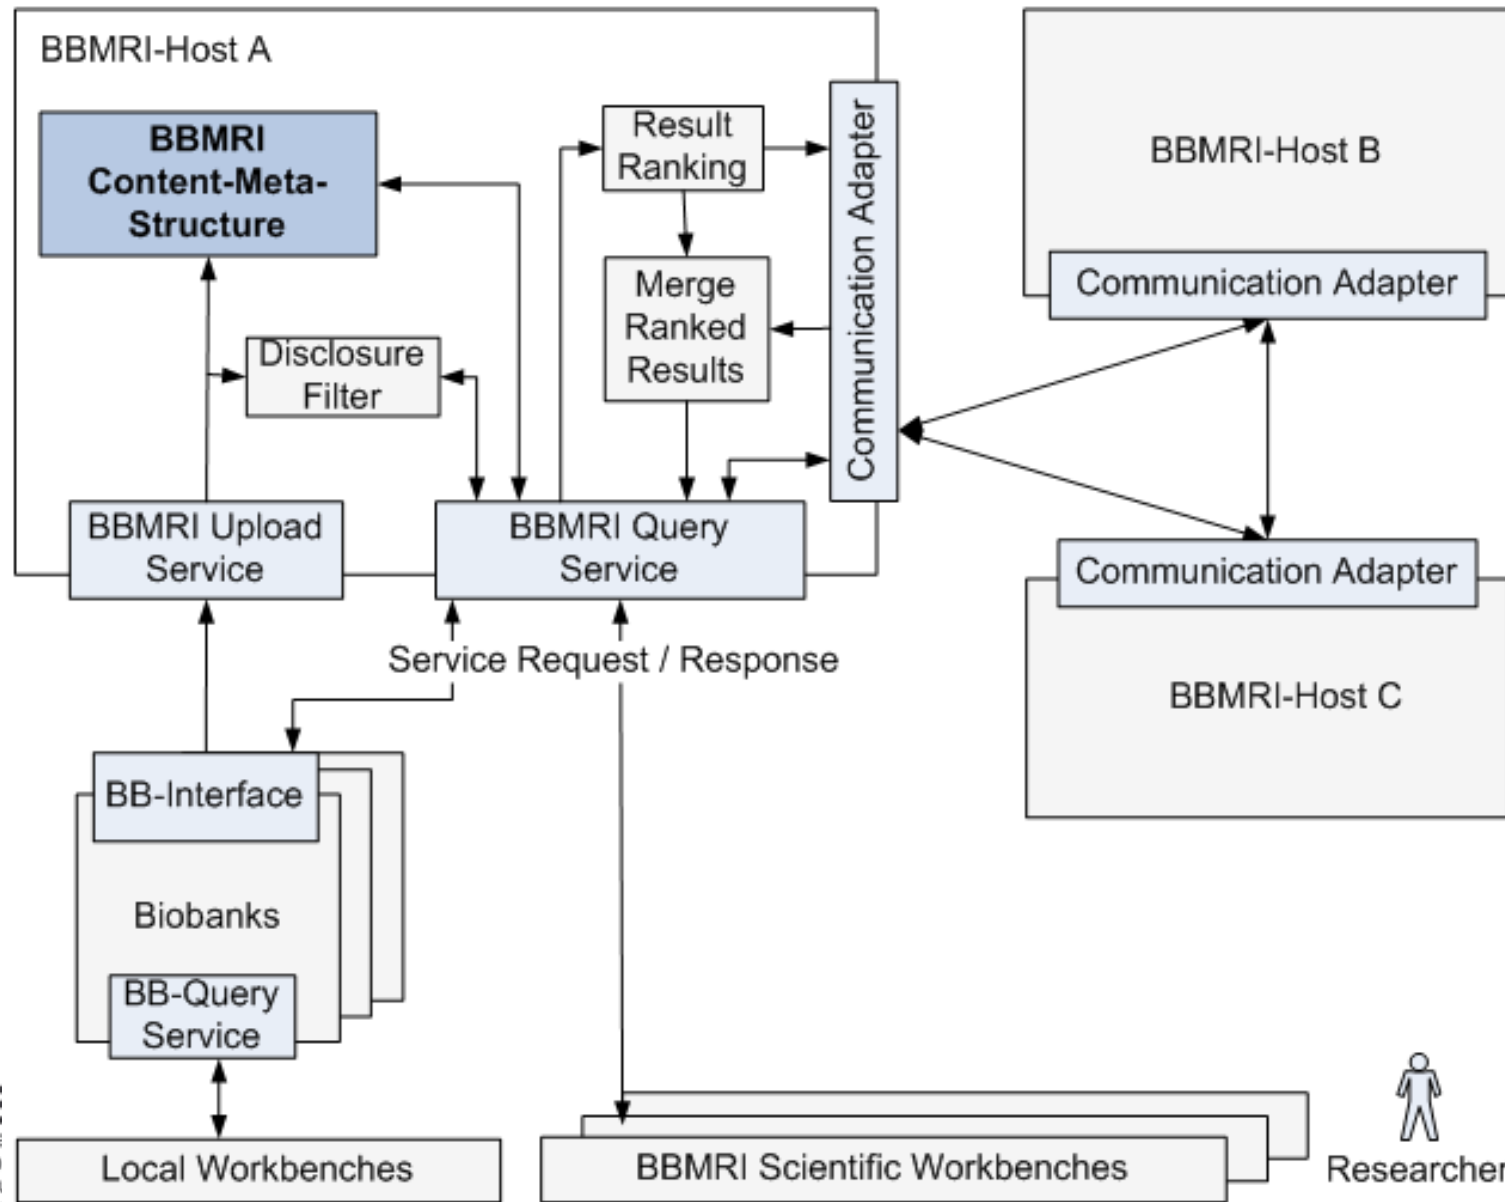 BBMRI-Host A
BBMRI
Content-Meta-
Structure
Result
Ranking
Communication Adapter
BBMRI-Host B
Communication Adapter
Merge
Ranked
Results
Disclosure
Filter
BBMRI Upload
Service
BBMRI Query
Service
Communication Adapter
BBMRI-Host C
Service Request / Response
BB-Interface
Biobanks
BB-Query
Service
Local Workbenches
BBMRI Scientific Workbenches
Researcher